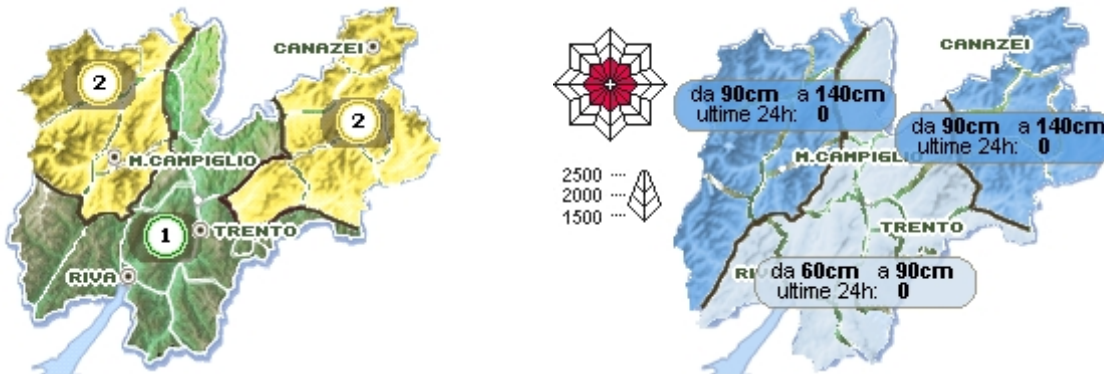 CANAZEI
2
2
M.CAMPIGLIO
1
TRENTO
RIVA
CANAZEI
da 90cm a 140cm
ultime 24h: 0
da 90cm a 140cm
ultime 24h: 0
M.CAMPIGLIO
2500
2000
1500
TRENTO
RI
da 60cm a 90cm
ultime 24h: 0